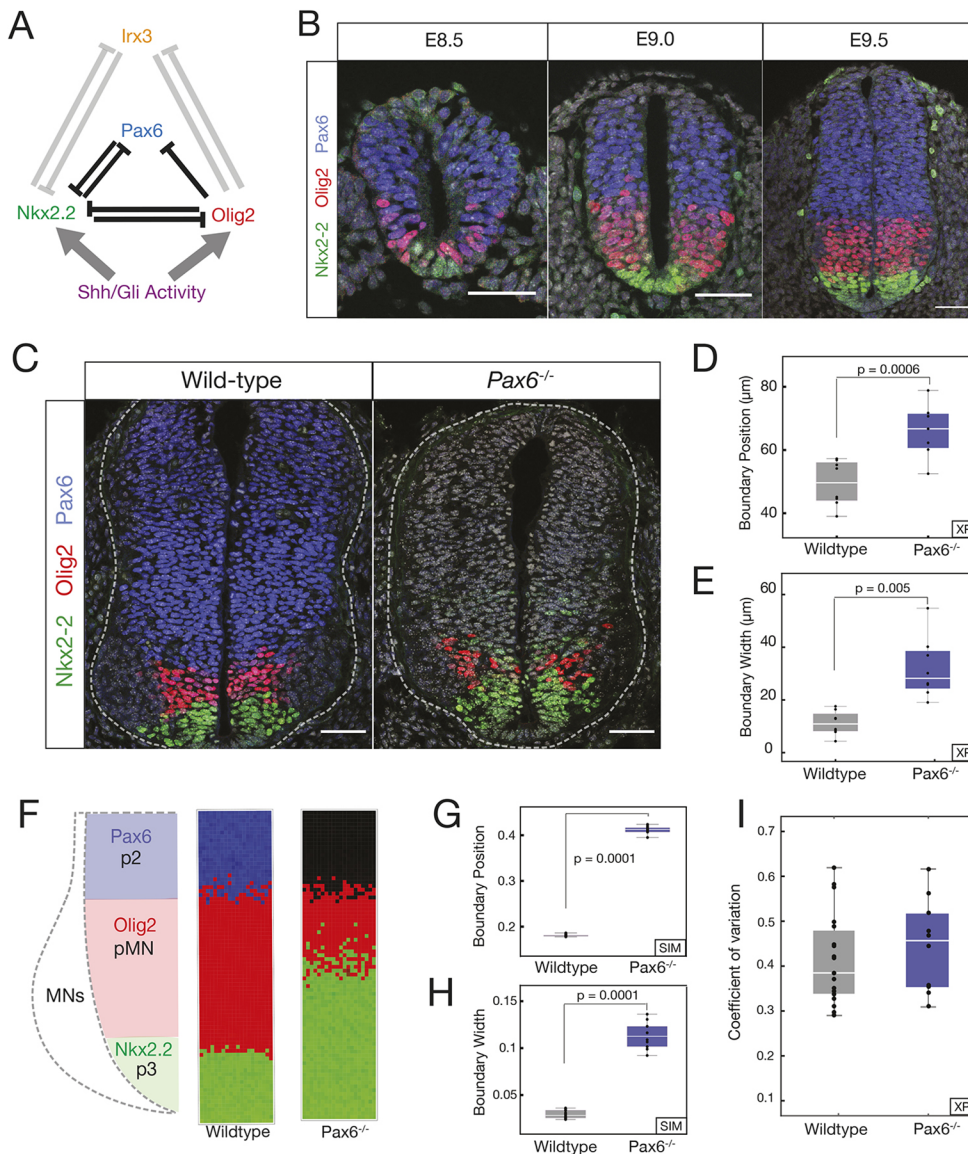 A
Irx3
Pax6
Nkx2.2
Olig2
Shh/Gli Activity
B
E8.5
E9.0
E9.5
Nkx2-2 Olig2 Pax6
C
Wild-type
Pax6-/-
Nkx2-2 Olig2 Pax6
D
Boundary Position (µm)
80
60
40
p = 0.0006
Wildtype
Pax6-/-
E
Boundary Width (µm)
60
40
20
0
p = 0.005
Wildtype
Pax6-/-
F
Pax6
p2
Olig2
pMN
MNs
Nkx2.2
p3
Wildtype
Pax6-/-
G
Boundary Position
0.4
0.3
0.2
p = 0.0001
SIM
Wildtype
Pax6-/-
H
Boundary Width
0.15
0.1
0.05
p = 0.0001
SIM
Wildtype
Pax6-/-
I
Coefficient of variation
0.7
0.6
0.5
0.4
0.3
0.2
0.1
Wildtype
Pax6-/-